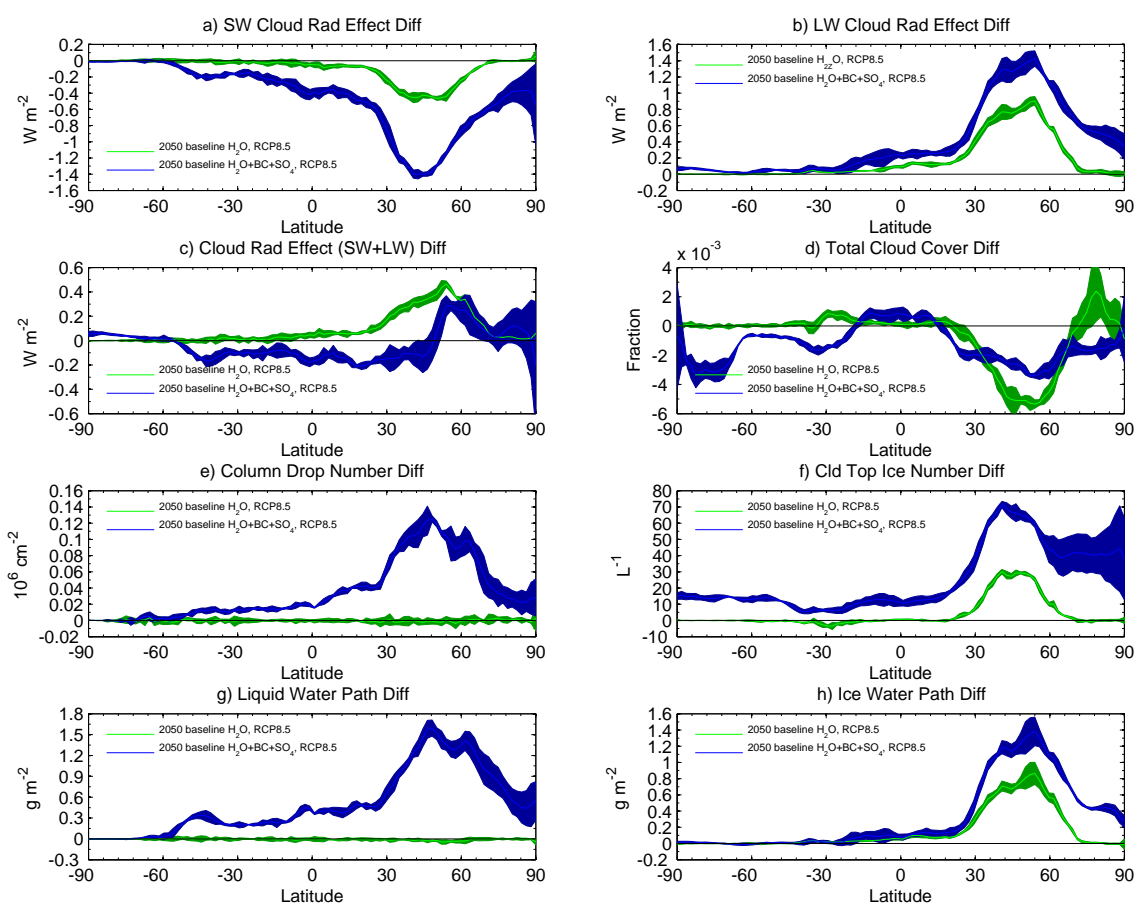 a) SW Cloud Rad Effect Diff
0.2
0
-0.2
-0.4
-0.6
-0.8
-1
-1.2
-1.4
-1.6
W m-2
2050 baseline H2O, RCP8.5
2050 baseline H2O+BC+SO4, RCP8.5
-90 -60 -30 0 30 60 90
Latitude
b) LW Cloud Rad Effect Diff
1.6
1.4
1.2
1
0.8
0.6
0.4
0.2
0
-0.2
W m-2
2050 baseline H22O, RCP8.5
2050 baseline H2O+BC+SO4, RCP8.5
-90 -60 -30 0 30 60 90
Latitude
c) Cloud Rad Effect (SW+LW) Diff
0.6
0.4
0.2
0
-0.2
-0.4
-0.6
W m-2
2050 baseline H2O, RCP8.5
2050 baseline H2O+BC+SO4, RCP8.5
-90 -60 -30 0 30 60 90
Latitude
d) Total Cloud Cover Diff
x 10-3
4
2
0
-2
-4
-6
Fraction
2050 baseline H2O, RCP8.5
2050 baseline H2O+BC+SO4, RCP8.5
-90 -60 -30 0 30 60 90
Latitude
e) Column Drop Number Diff
0.16
0.14
0.12
0.1
0.08
0.06
0.04
0.02
0
-0.02
10^6 cm-2
2050 baseline H2O, RCP8.5
2050 baseline H2O+BC+SO4, RCP8.5
-90 -60 -30 0 30 60 90
Latitude
f) Cld Top Ice Number Diff
80
70
60
50
40
30
20
10
0
-10
L-1
2050 baseline H2O, RCP8.5
2050 baseline H2O+BC+SO4, RCP8.5
-90 -60 -30 0 30 60 90
Latitude
g) Liquid Water Path Diff
1.8
1.5
1.2
0.9
0.6
0.3
0
-0.3
g m-2
2050 baseline H2O, RCP8.5
2050 baseline H2O+BC+SO4, RCP8.5
-90 -60 -30 0 30 60 90
Latitude
h) Ice Water Path Diff
1.6
1.4
1.2
1
0.8
0.6
0.4
0.2
0
-0.2
g m-2
2050 baseline H2O, RCP8.5
2050 baseline H2O+BC+SO4, RCP8.5
-90 -60 -30 0 30 60 90
Latitude